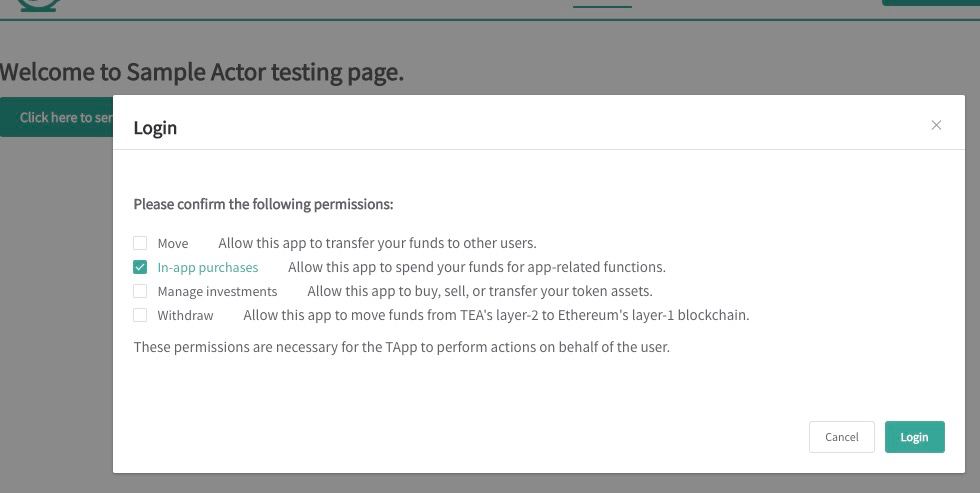 Welcome to Sample Actor testing page.
Click here to ser
Login
Please confirm the following permissions:
Move Allow this app to transfer your funds to other users.
In-app purchases Allow this app to spend your funds for app-related functions.
Manage investments Allow this app to buy, sell, or transfer your token assets.
Withdraw Allow this app to move funds from TEA's layer-2 to Ethereum's layer-1 blockchain.
These permissions are necessary for the TApp to perform actions on behalf of the user.
Cancel Login